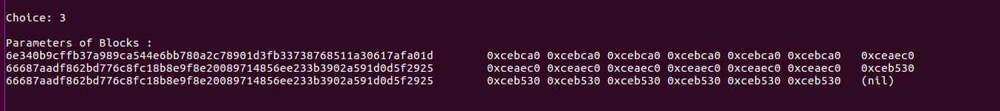 Choice: 3
Parameters of Blocks :
6e340b9cffb37a989ca544e6bb780a2c78901d3fb33738768511a30617afa01d 0xcebca0 0xcebca0 0xcebca0 0xcebca0 0xcebca0 0xcebca0 0xceaec0
66687aadf862bd776c8fc18b8e9f8e20089714856ee233b3902a591d0d5f2925 0xceaec0 0xceaec0 0xceaec0 0xceaec0 0xceaec0 0xceaec0 0xceb530
66687aadf862bd776c8fc18b8e9f8e20089714856ee233b3902a591d0d5f2925 0xceb530 0xceb530 0xceb530 0xceb530 0xceb530 0xceb530 (nil)